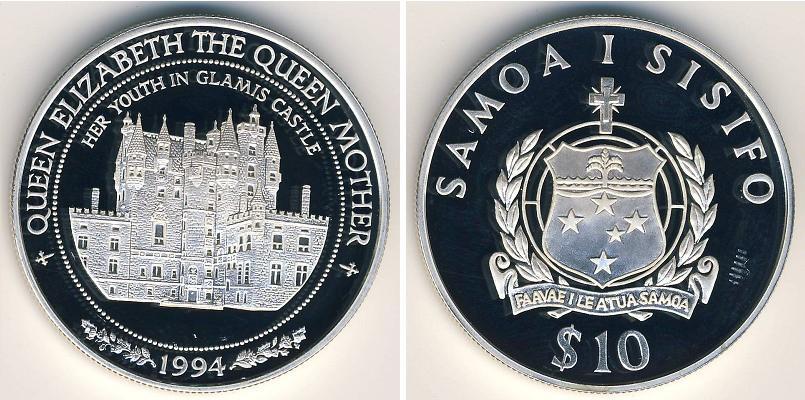 QUEEN ELIZABETH THE QUEEN MOTHER
HER YOUTH IN GLAMIS CASTLE
1994
SAMOA I SISIFO
FAAVAE I LE ATUA SAMOA
$10